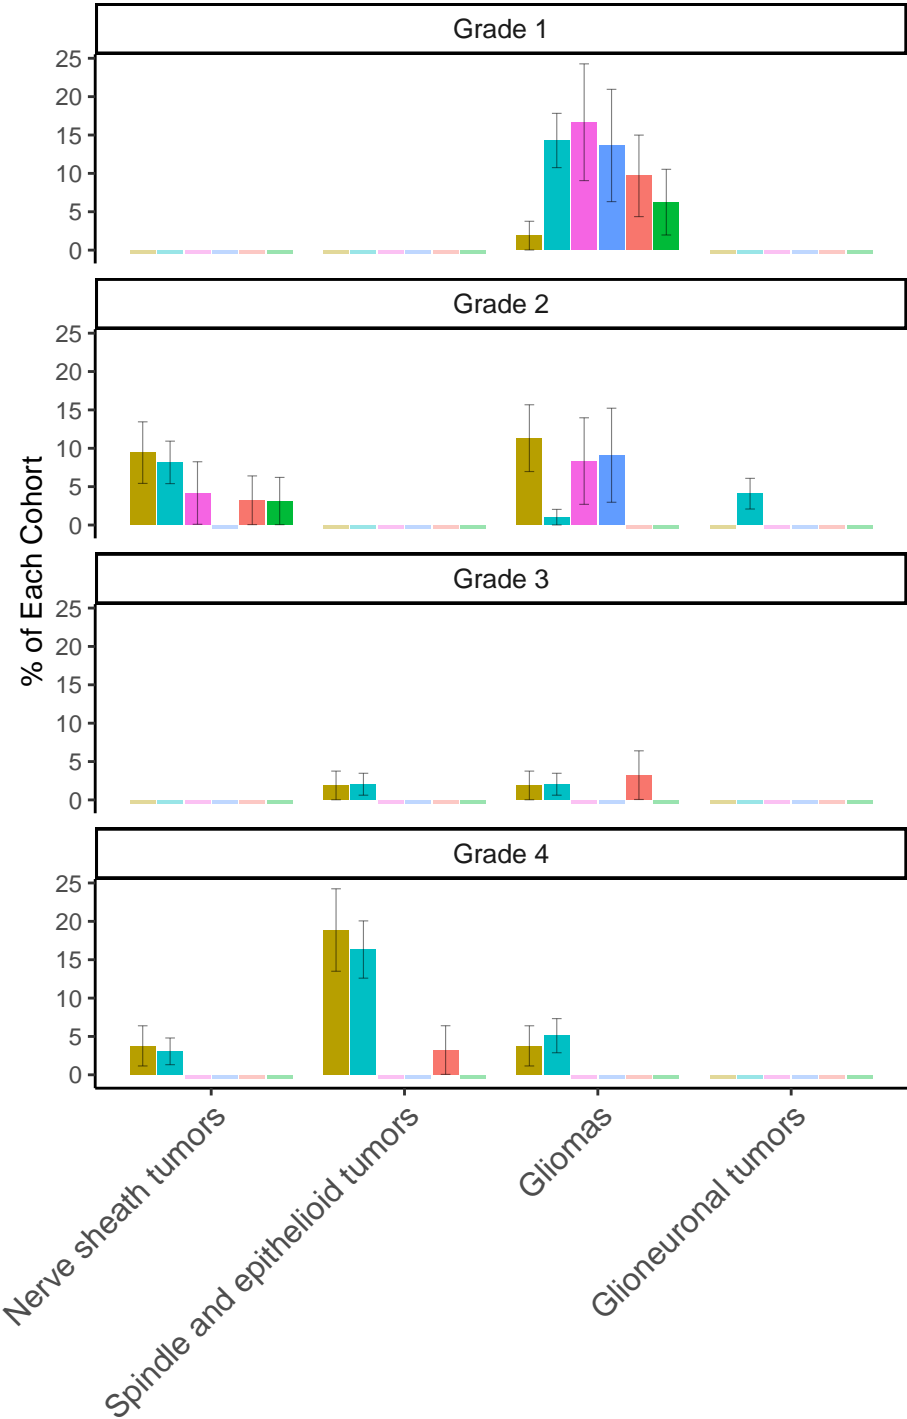 Grade 1
25
20
15
10
5
0
Grade 2
25
20
15
10
5
0
% of Each Cohort
Grade 3
25
20
15
10
5
0
Grade 4
25
20
15
10
5
0
Nerve sheath tumors
Spindle and epithelioid tumors
Gliomas
Glioneuronal tumors